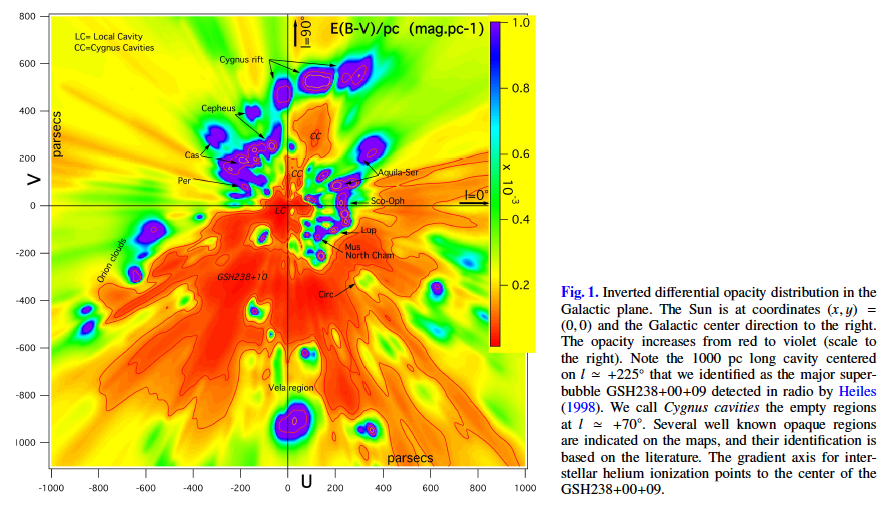 800
600
400
200
0
-200
-400
-600
-800
1000
V
parsecs
LC= Local Cavity
CC=Cygnus Cavities
l=90°
E(B-V)/pc (mag.pc-1)
1.0
0.8
0.6
0.4
0.2
x 10-3
Cygnus rift
Cepheus
CC
Cas
CC
Aquila-Ser
Per
Sco-Oph
l=0°
LC
Lup
Mus
North Cham
Orion clouds
GSH238+10
Circ
Vela region
parsecs
-1000 -800 -600 -400 -200 0 U 200 400 600 800 1000
Fig. 1. Inverted differential opacity distribution in the
Galactic plane. The Sun is at coordinates (x, y) =
(0, 0) and the Galactic center direction to the right.
The opacity increases from red to violet (scale to
the right). Note the 1000 pc long cavity centered
on l ≃ +225° that we identified as the major super-
bubble GSH238+00+09 detected in radio by Heiles
(1998). We call Cygnus cavities the empty regions
at l ≃ +70°. Several well known opaque regions
are indicated on the maps, and their identification is
based on the literature. The gradient axis for inter-
stellar helium ionization points to the center of the
GSH238+00+09.